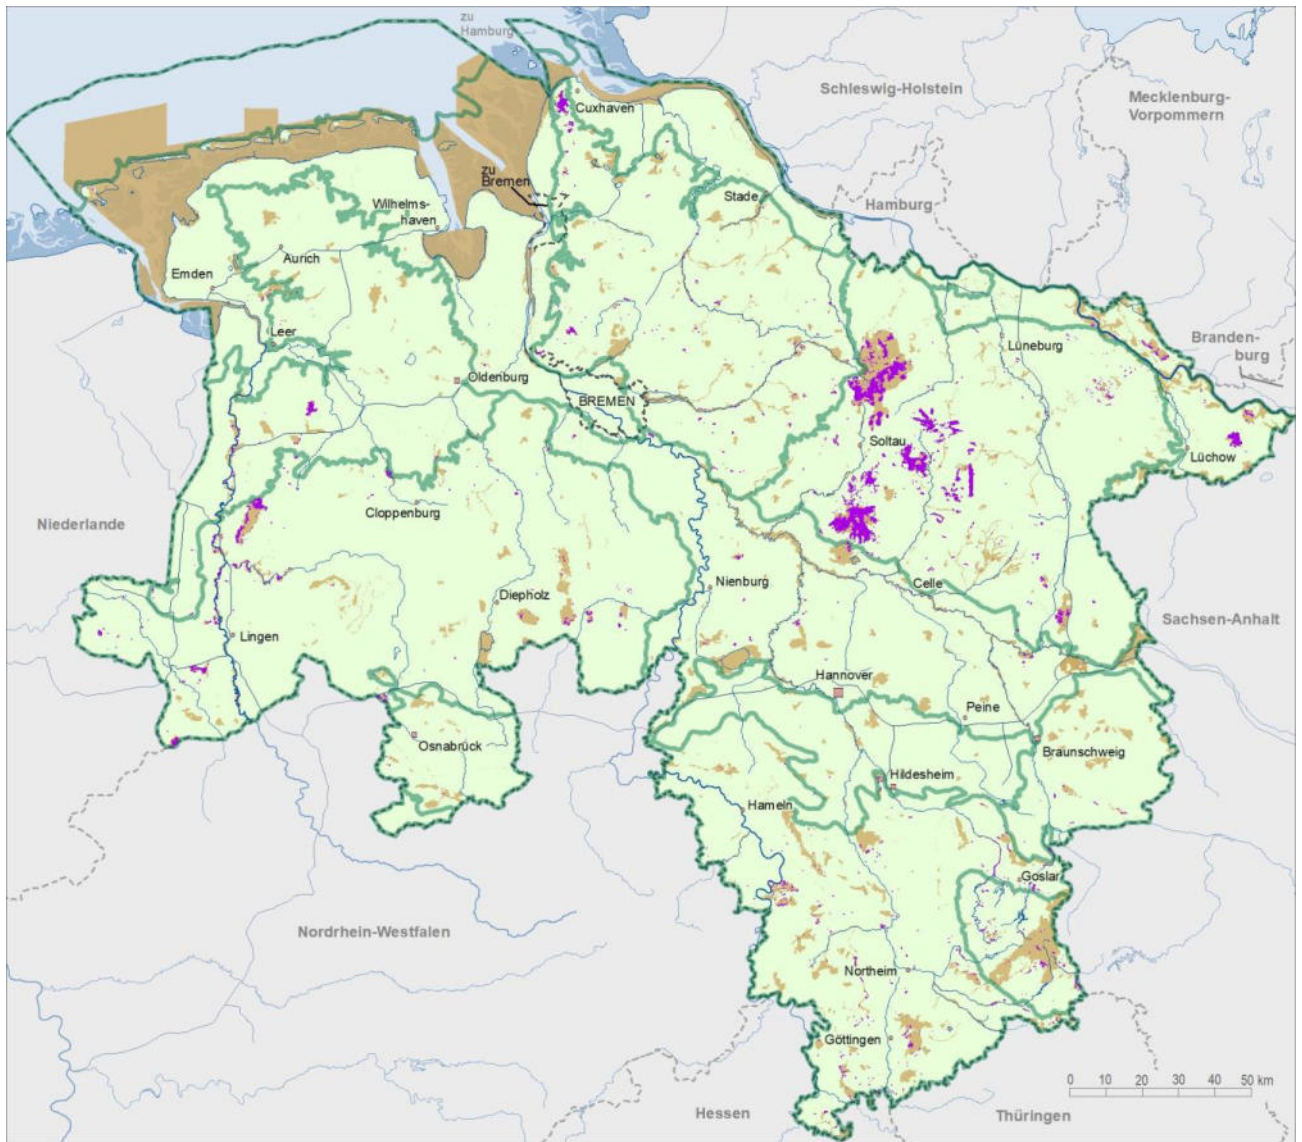 zu
Hamburg
Schleswig-Holstein
Mecklenburg-
Vorpommern
Cuxhaven
zu
Bremen
Stade
Hamburg
Wilhelms-
haven
Aurich
Emden
Leer
Lüneburg
Branden-
burg
Oldenburg
BREMEN
Soltau
Lüchow
Niederlande
Cloppenburg
Nienburg
Celle
Diepholz
Sachsen-Anhalt
Lingen
Hannover
Peine
Osnabrück
Braunschweig
Hildesheim
Hameln
Goslar
Nordrhein-Westfalen
Northeim
Göttingen
0 10 20 30 40 50 km
Hessen
Thüringen